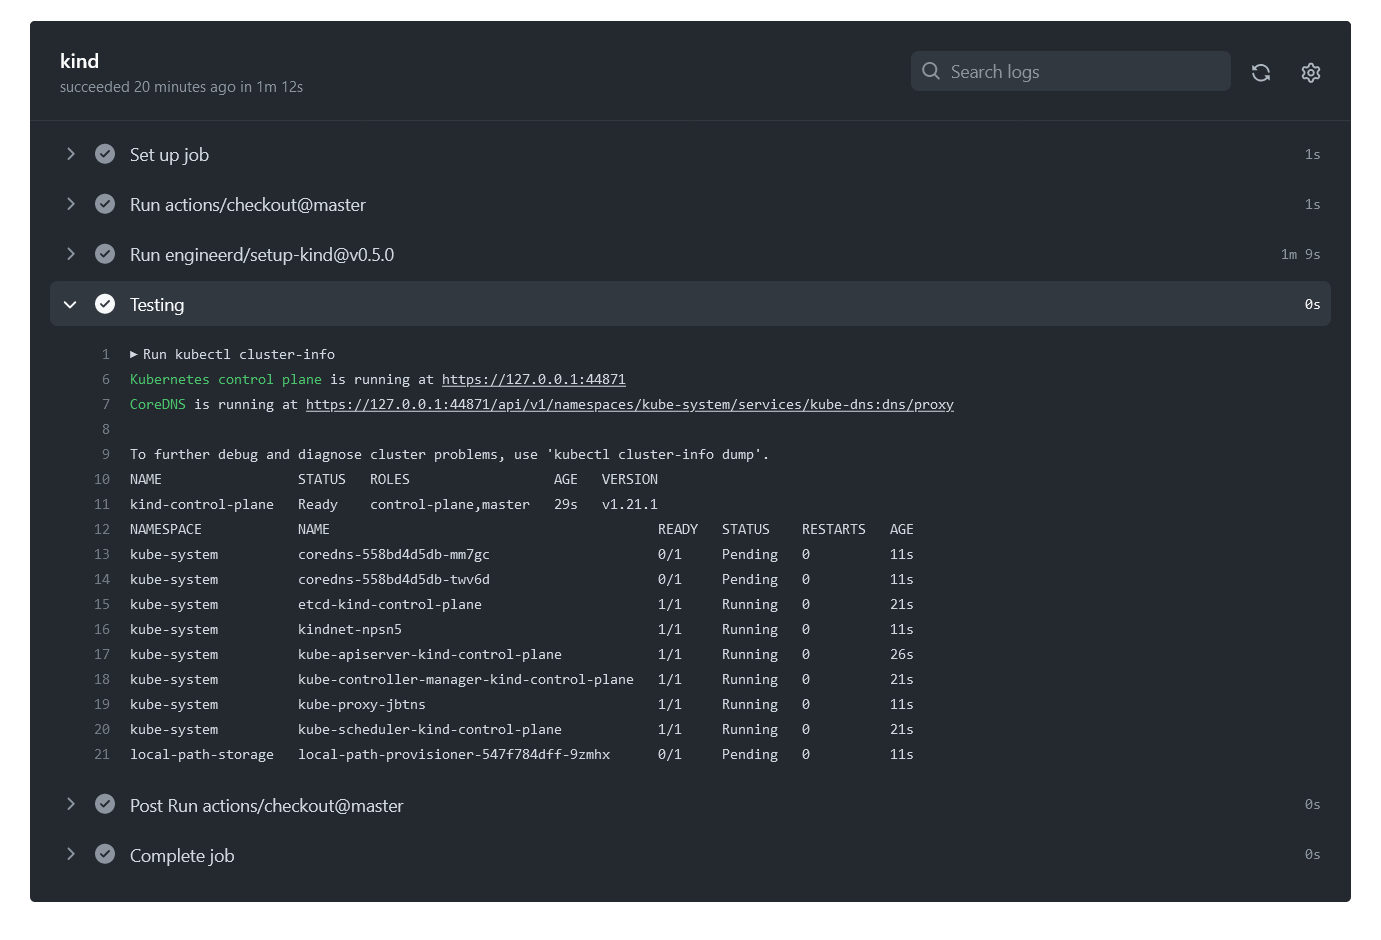 kind
succeeded 20 minutes ago in 1m 12s
Search logs
Set up job 1s
Run actions/checkout@master 1s
Run engineerd/setup-kind@v0.5.0 1m 9s
Testing 0s
1 Run kubectl cluster-info
6 Kubernetes control plane is running at https://127.0.0.1:44871
7 CoreDNS is running at https://127.0.0.1:44871/api/v1/namespaces/kube-system/services/kube-dns:dns/proxy
8
9 To further debug and diagnose cluster problems, use 'kubectl cluster-info dump'.
10 NAME STATUS ROLES AGE VERSION
11 kind-control-plane Ready control-plane,master 29s v1.21.1
12 NAMESPACE NAME READY STATUS RESTARTS AGE
13 kube-system coredns-558bd4d5db-mm7gc 0/1 Pending 0 11s
14 kube-system coredns-558bd4d5db-twv6d 0/1 Pending 0 11s
15 kube-system etcd-kind-control-plane 1/1 Running 0 21s
16 kube-system kindnet-npsn5 1/1 Running 0 11s
17 kube-system kube-apiserver-kind-control-plane 1/1 Running 0 26s
18 kube-system kube-controller-manager-kind-control-plane 1/1 Running 0 21s
19 kube-system kube-proxy-jbtns 1/1 Running 0 11s
20 kube-system kube-scheduler-kind-control-plane 1/1 Running 0 21s
21 local-path-storage local-path-provisioner-547f784dff-9zmhx 0/1 Pending 0 11s
Post Run actions/checkout@master 0s
Complete job 0s